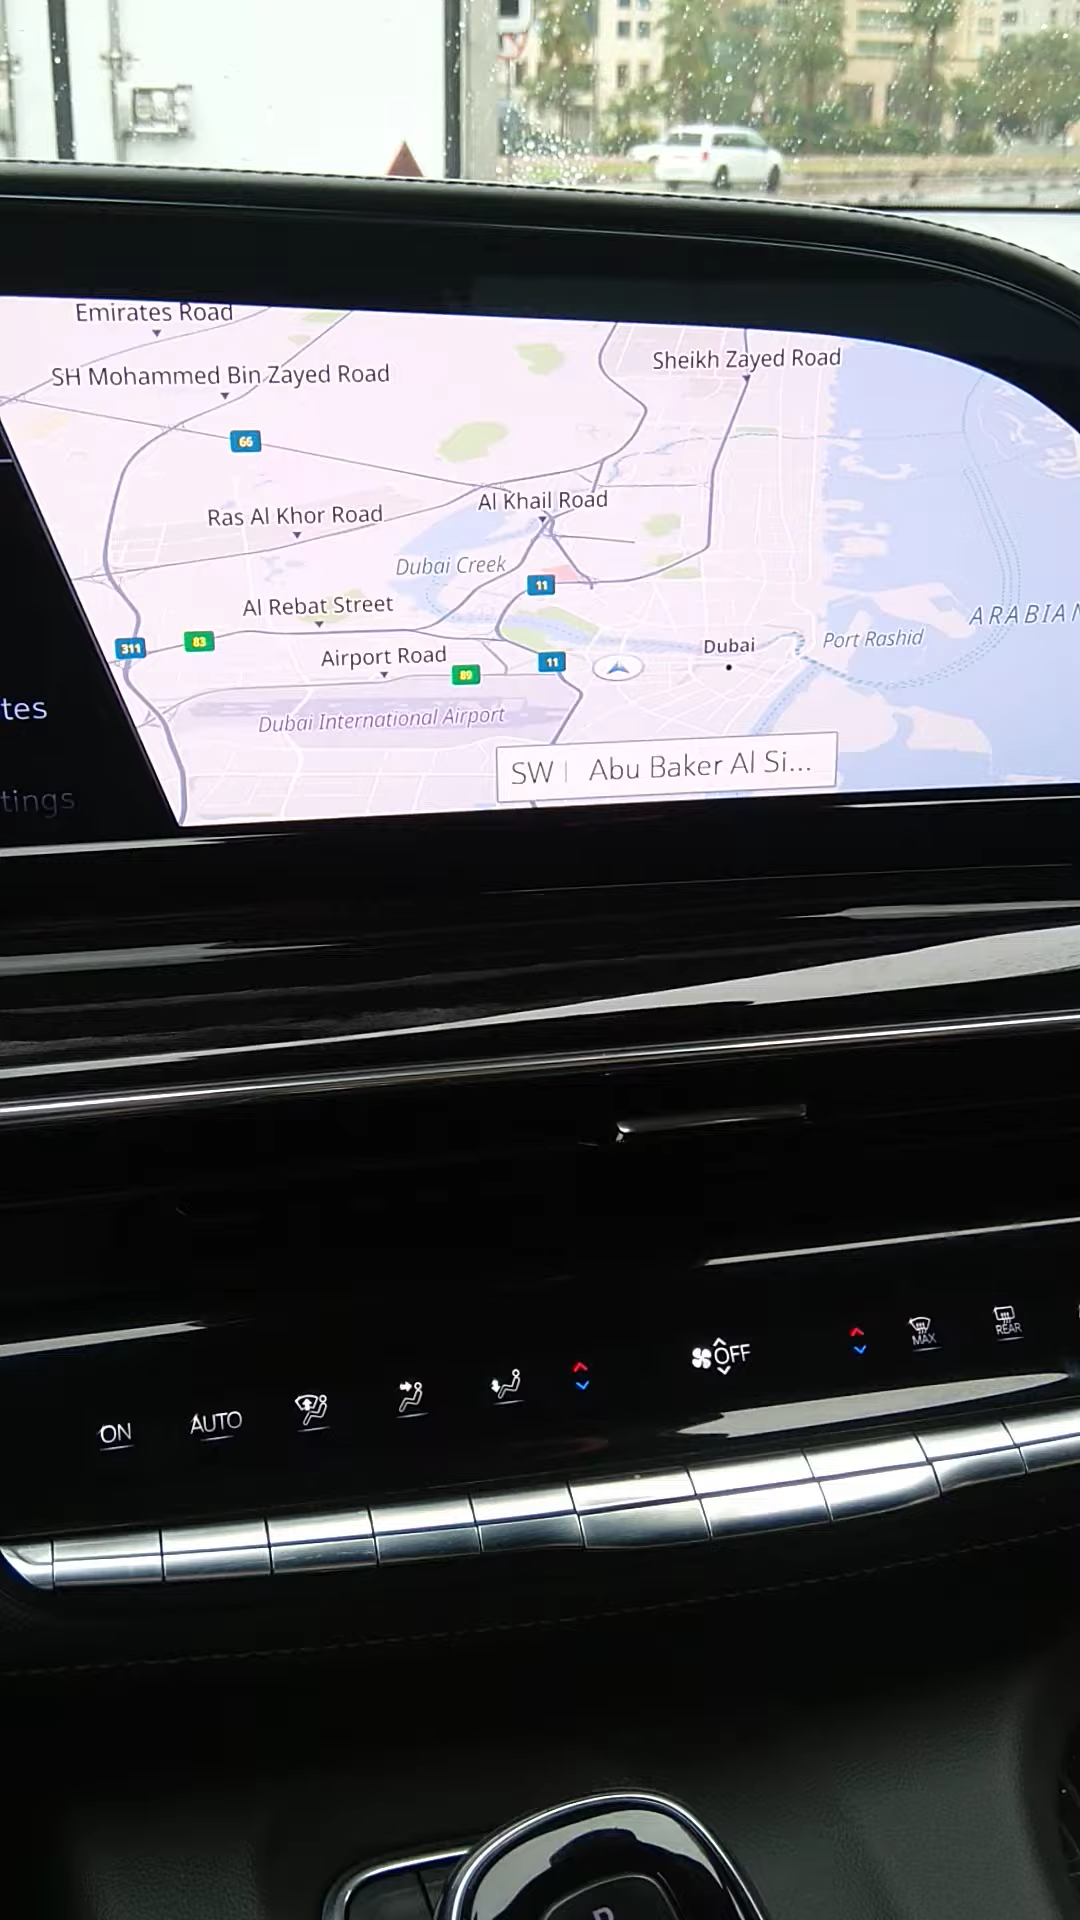 Emirates Road
Sheikh Zayed Road
SH Mohammed Bin Zayed Road
66
Al Khail Road
Ras Al Khor Road
Dubai Creek
11
Al Rebat Street
ARABIAN
83
311
Dubai
Port Rashid
Airport Road
11
89
tes
Dubai International Airport
SW | Abu Baker Al Si...
tings
MAX
REAR
OFF
AUTO
ON